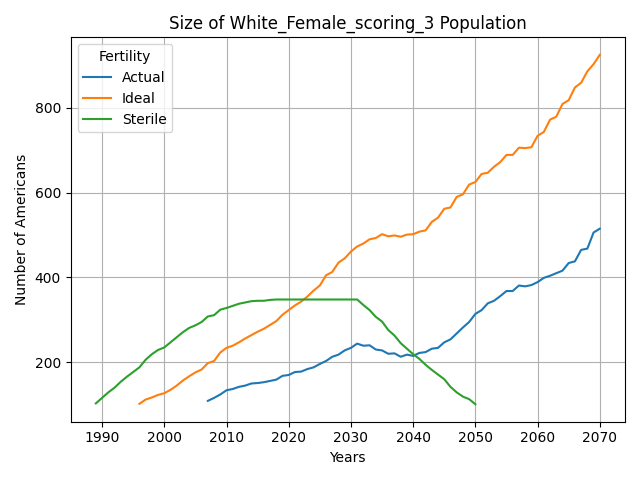 Size of White_Female_scoring_3 Population
Fertility
Actual
Ideal
Sterile
Number of Americans
800
600
400
200
1990 2000 2010 2020 2030 2040 2050 2060 2070
Years